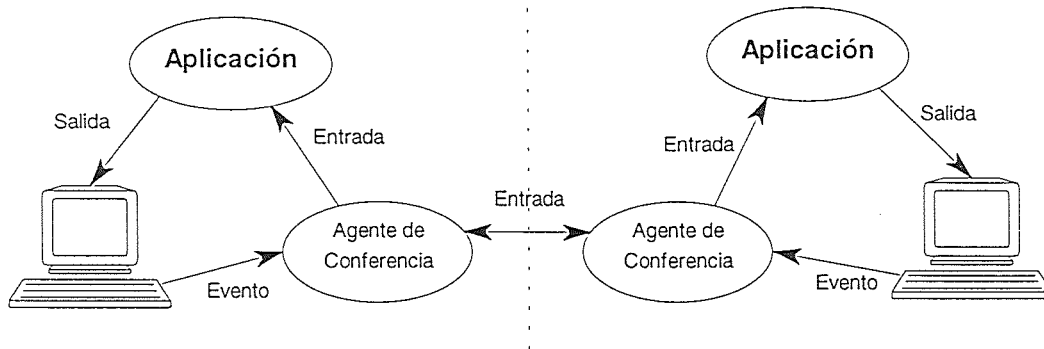 Aplicación
Aplicación
Salida
Entrada
Entrada
Salida
Entrada
Agente de
Conferencia
Agente de
Conferencia
Evento
Evento